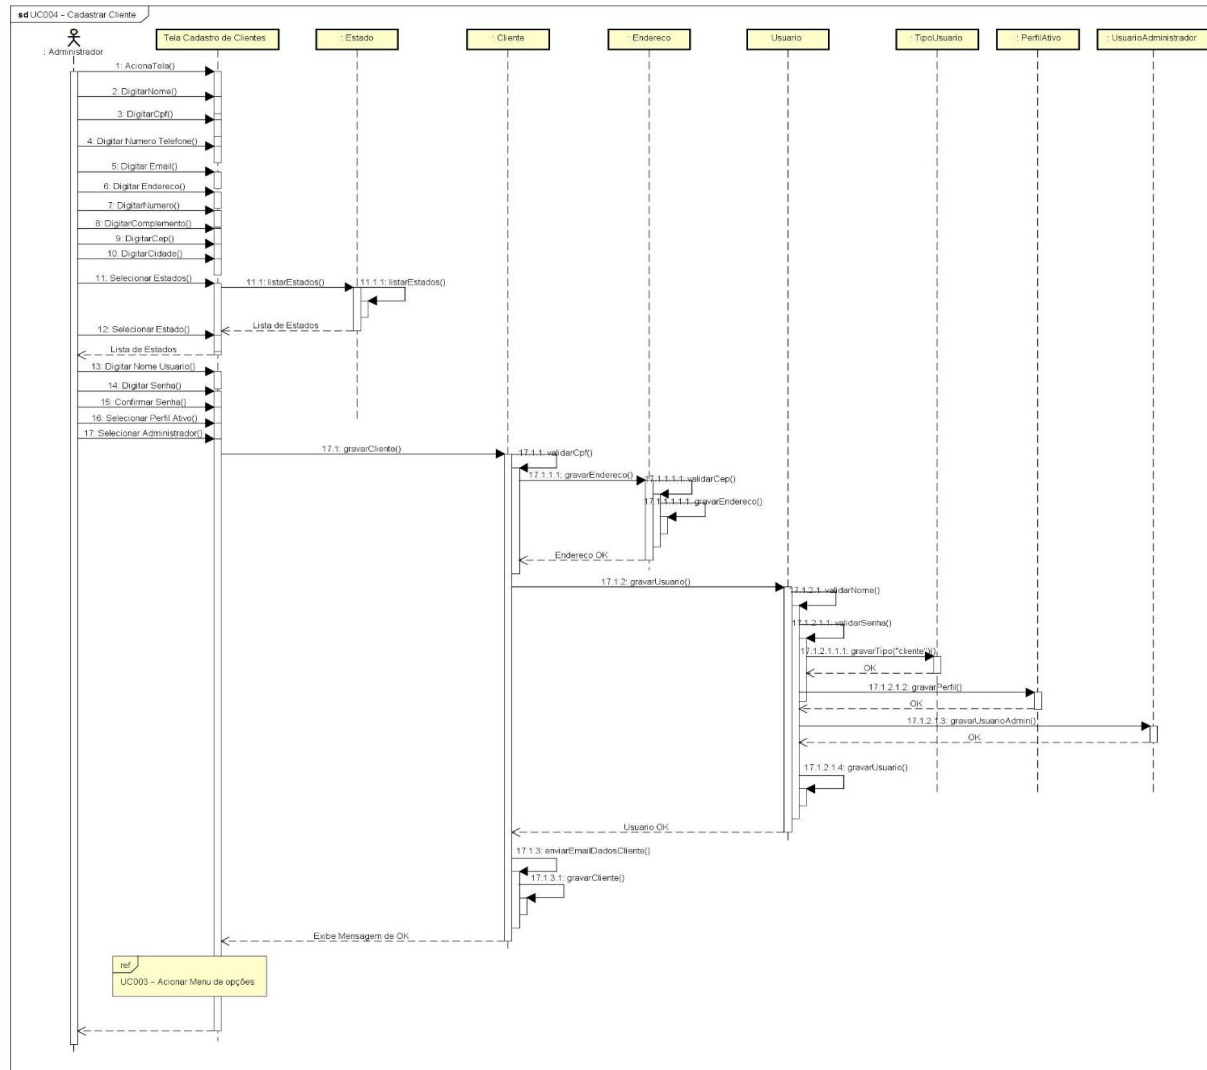 sd UC004 – Cadastrar Cliente
: Administrador
Tela Cadastro de Clientes
: Estado
: Cliente
: Endereco
Usuario
: TipoUsuario
: PerfilAtivo
: UsuarioAdministrador
1: AcionaTela()
2: DigitarNome()
3: DigitarCpf()
4: Digitar Numero Telefone()
5: Digitar Email()
6: Digitar Endereco()
7: DigitarNumero()
8: DigitarComplemento()
9: DigitarCep()
10: DigitarCidade()
11: Selecionar Estados()
11.1: listarEstados()
11.1.1: listarEstados()
Lista de Estados
12: Selecionar Estado()
Lista de Estados
13: Digitar Nome Usuario()
14: Digitar Senha()
15: Confirmar Senha()
16: Selecionar Perfil Ativo()
17: Selecionar Administrador()
17.1: gravarCliente()
17.1.1: validarCpf()
17.1.1.1: gravarEndereco()
17.1.1.1.1: validarCep()
17.1.1.1.1.1: gravarEndereco()
Endereco OK
17.1.2: gravarUsuario()
17.1.2.1: validarNome()
17.1.2.1.1: validarSenha()
17.1.2.1.1.1: gravarTipo("cliente")()
OK
17.1.2.1.2: gravarPerfil()
OK
17.1.2.1.3: gravarUsuarioAdmin()
OK
17.1.2.1.4: gravarUsuario()
Usuario OK
17.1.3: enviarEmailDadosCliente()
17.1.3.1: gravarCliente()
Exibe Mensagem de OK
ref
UC003 – Acionar Menu de opções